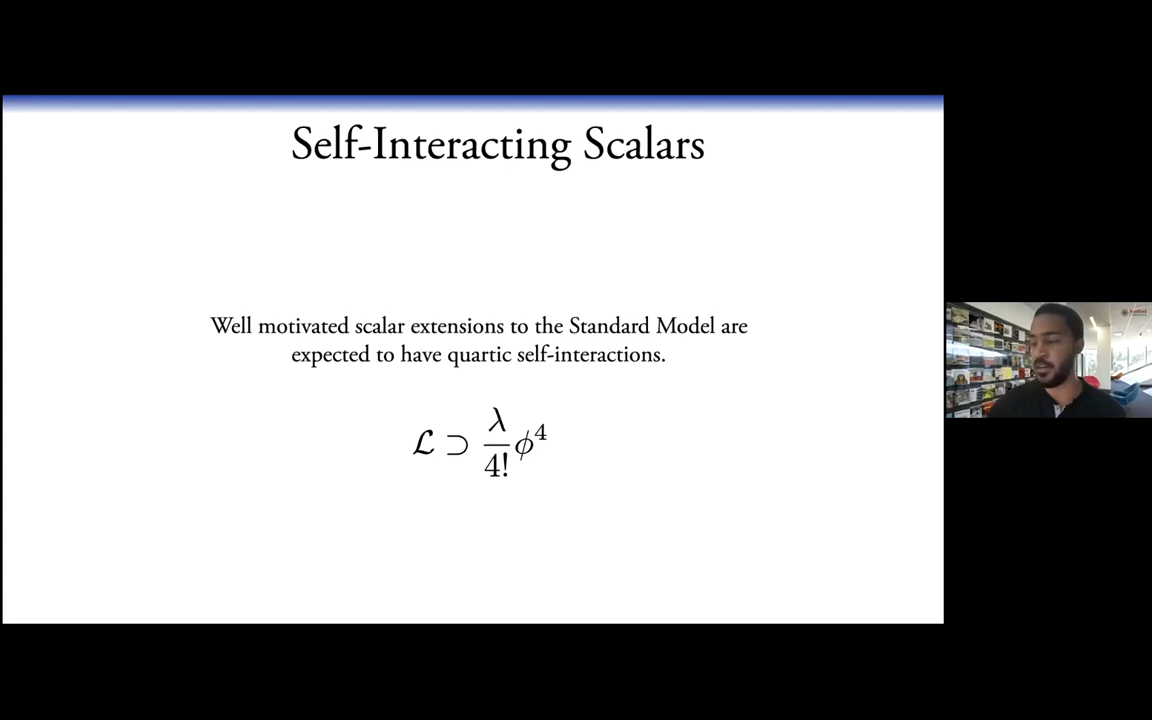 Self-Interacting Scalars
Well motivated scalar extensions to the Standard Model are
expected to have quartic self-interactions.
ℒ ⊃ λ/4! ϕ⁴